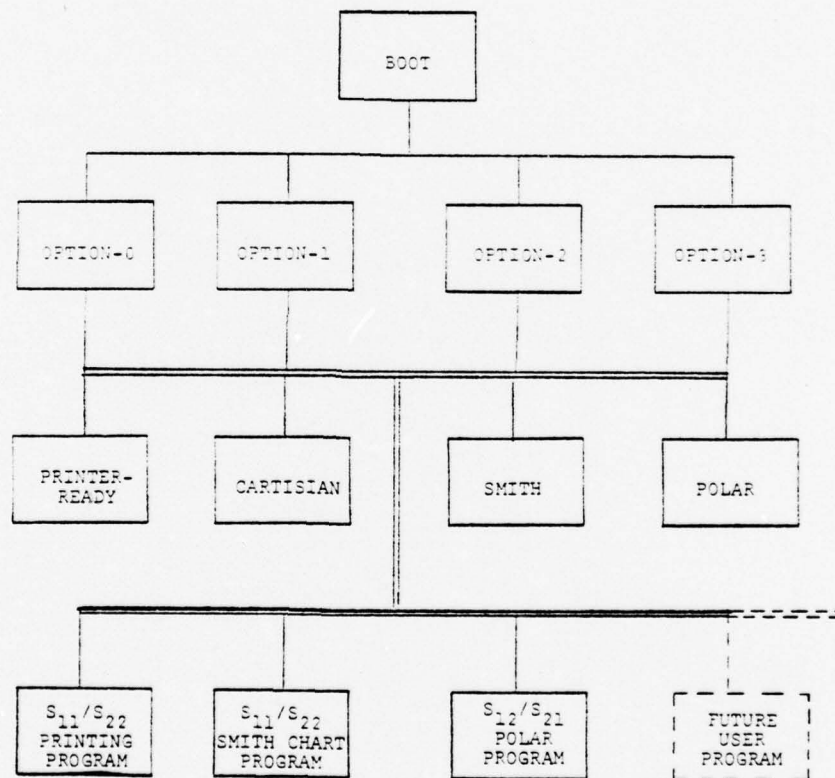 BOOT
OPTION-0
OPTION-1
OPTION-2
OPTION-3
PRINTER-
READY
CARTISIAN
SMITH
POLAR
S11/S22
PRINTING
PROGRAM
S11/S22
SMITH CHART
PROGRAM
S12/S21
POLAR
PROGRAM
FUTURE
USER
PROGRAM